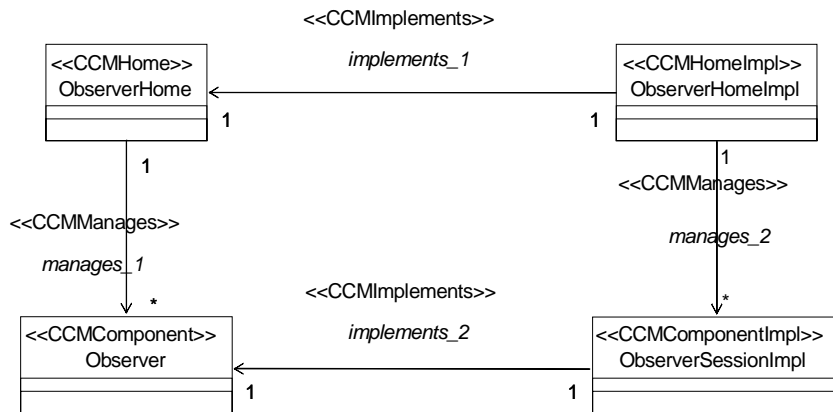 <<CCMImplements>>
implements_1
<<CCMHome>>
ObserverHome
<<CCMHomeImpl>>
ObserverHomeImpl
1
1
1
1
<<CCMManages>>
manages_1
<<CCMManages>>
manages_2
*
*
<<CCMImplements>>
implements_2
<<CCMComponent>>
Observer
<<CCMComponentImpl>>
ObserverSessionImpl
1
1